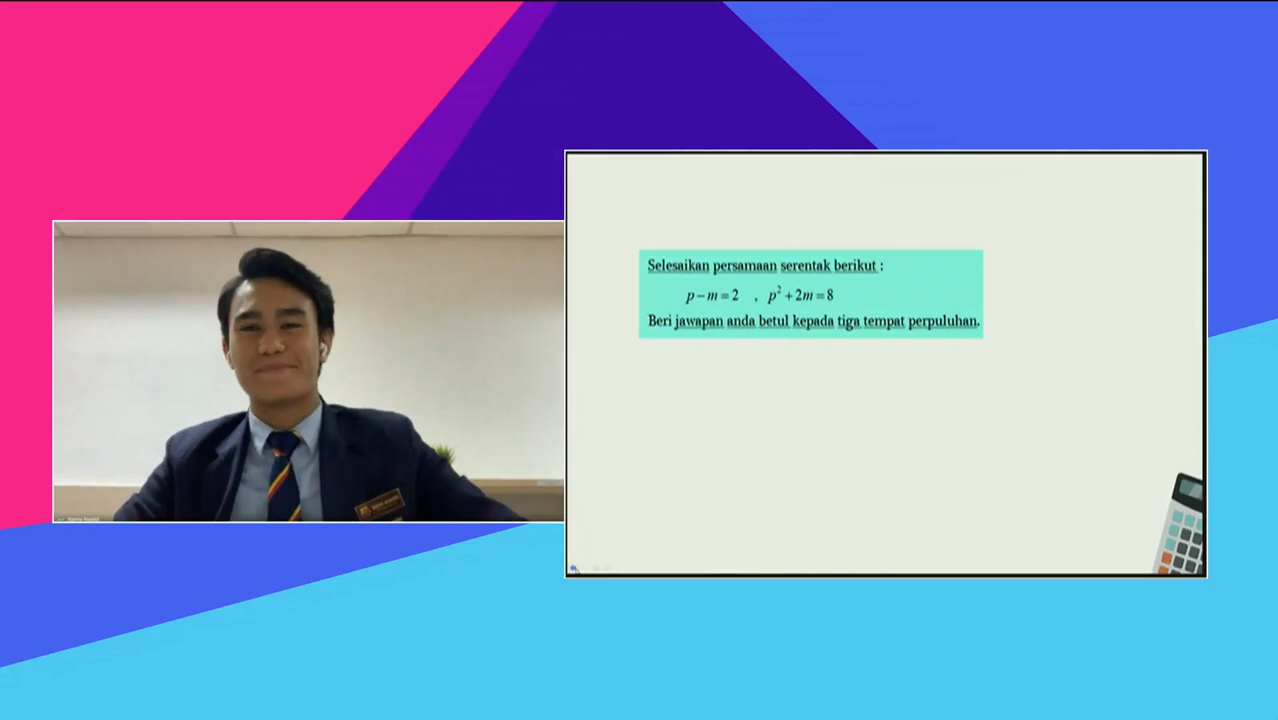 Selesaikan persamaan serentak berikut :
p − m = 2 , p² + 2m = 8
Beri jawapan anda betul kepada tiga tempat perpuluhan.